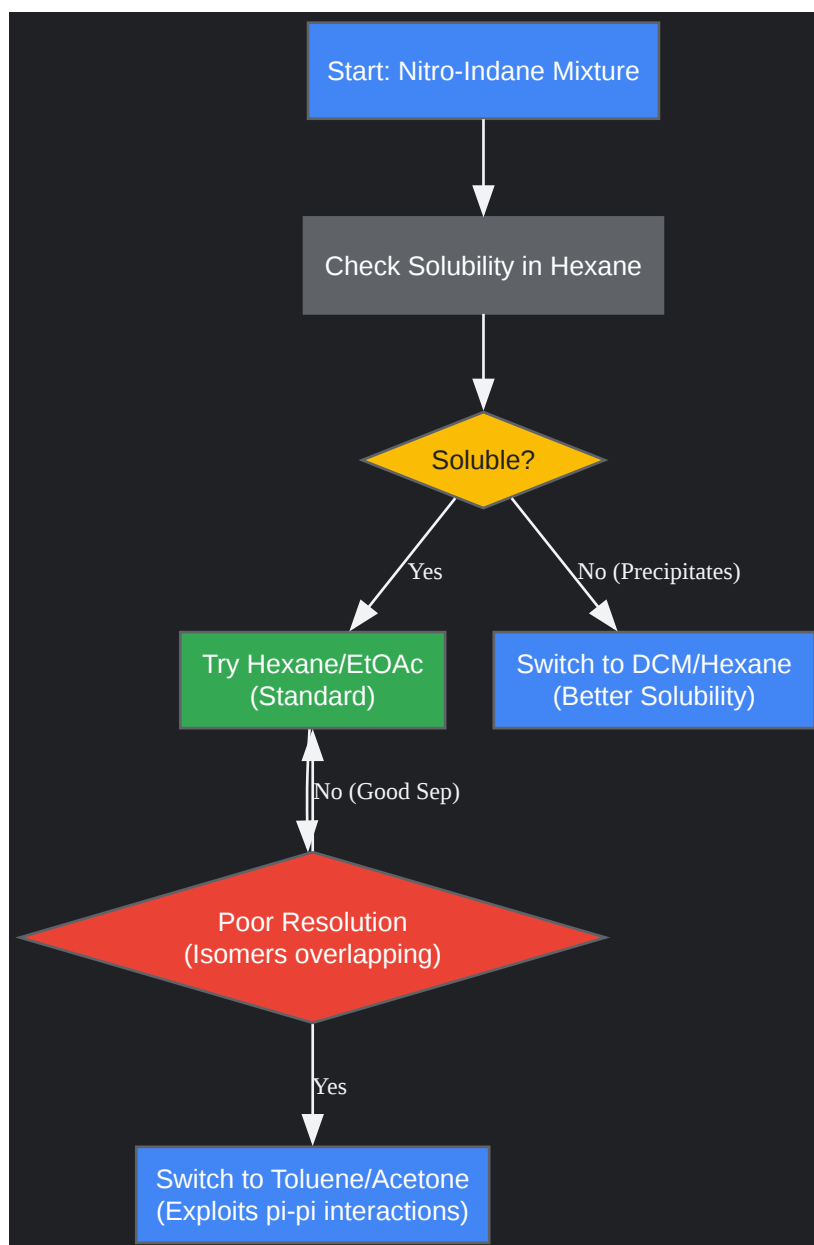 Start: Nitro-Indane Mixture
Check Solubility in Hexane
Soluble?
Yes
No (Precipitates)
Try Hexane/EtOAc
(Standard)
Switch to DCM/Hexane
(Better Solubility)
No (Good Sep)
Poor Resolution
(Isomers overlapping)
Yes
Switch to Toluene/Acetone
(Exploits pi-pi interactions)